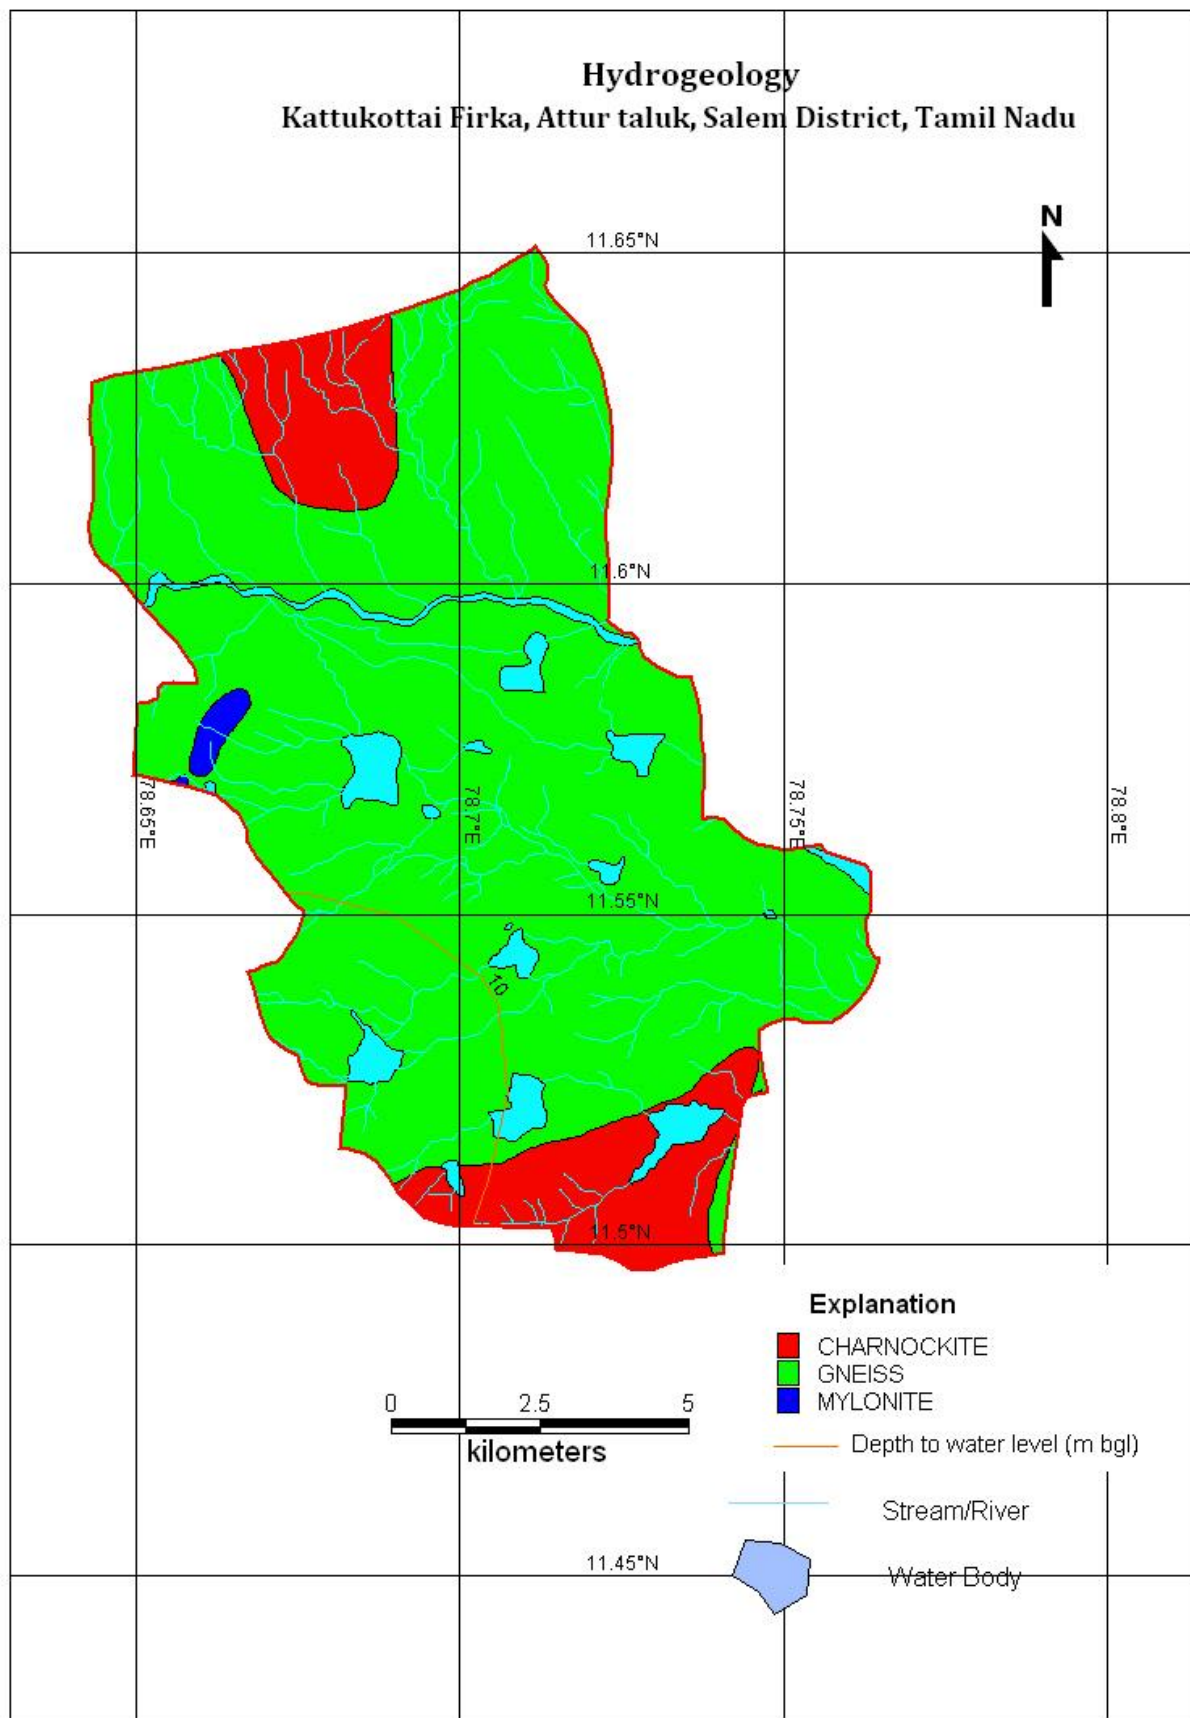 Hydrogeology
Kattukottai Firka, Attur taluk, Salem District, Tamil Nadu
N
11.65°N
11.6°N
78.65°E
78.7°E
78.75°E
78.8°E
11.55°N
10
11.5°N
Explanation
CHARNOCKITE
GNEISS
MYLONITE
0 2.5 5
kilometers
Depth to water level (m bgl)
Stream/River
11.45°N
Water Body